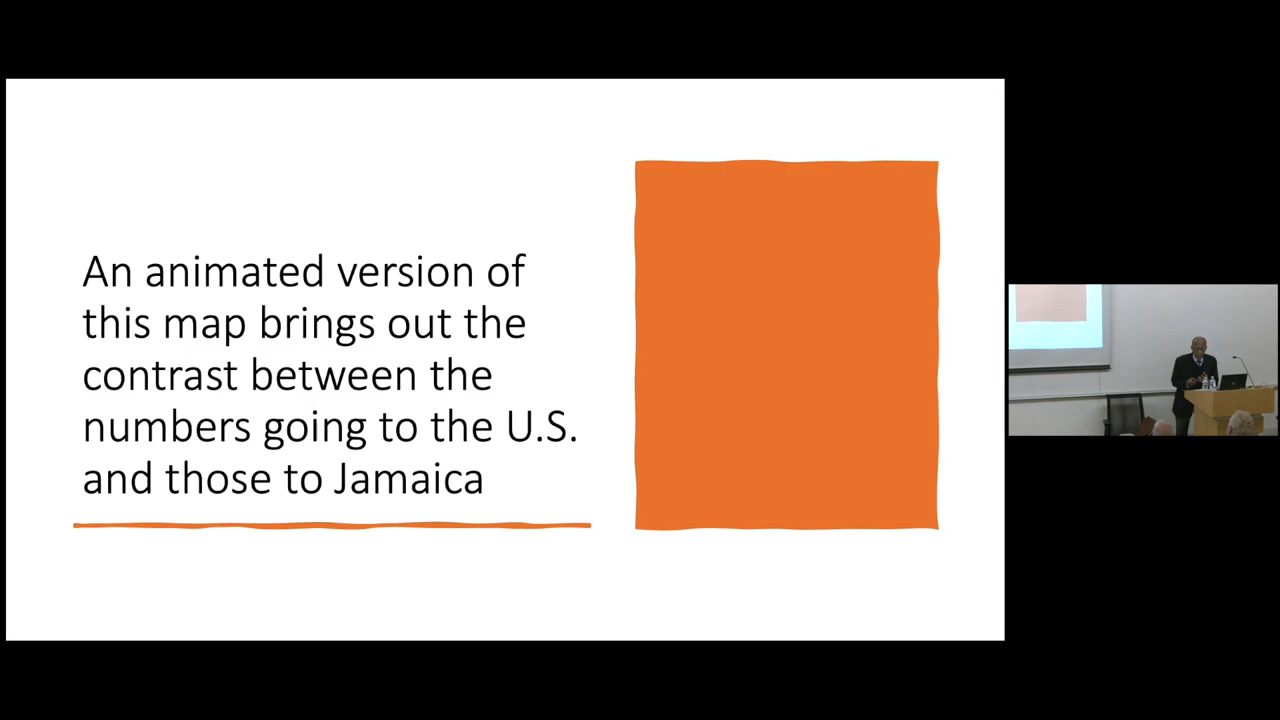 An animated version of
this map brings out the
contrast between the
numbers going to the U.S.
and those to Jamaica